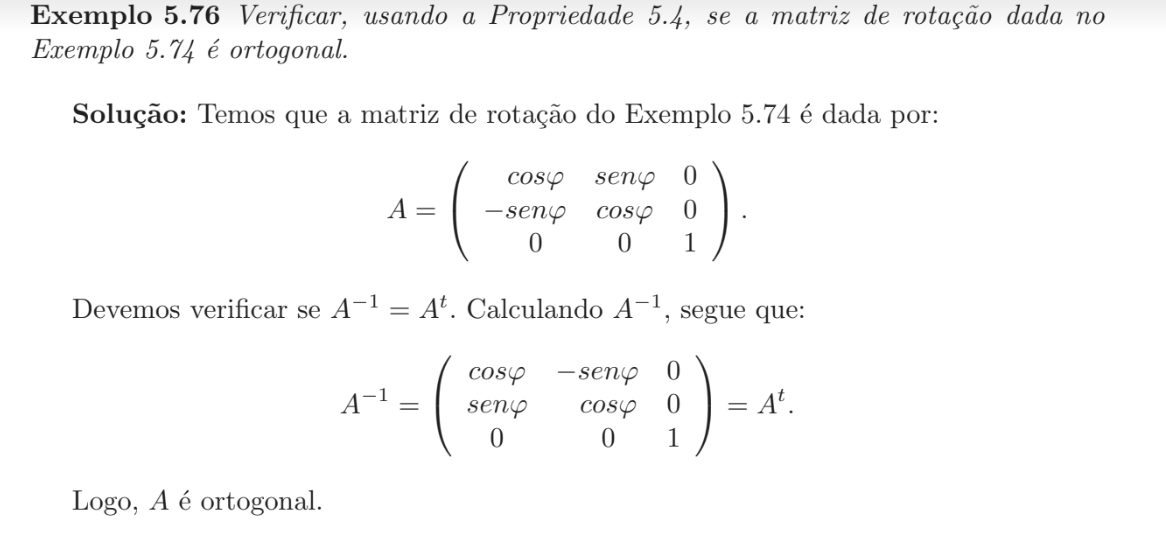 Exemplo 5.76 Verificar, usando a Propriedade 5.4, se a matriz de rotação dada no
Exemplo 5.74 é ortogonal.
Solução: Temos que a matriz de rotação do Exemplo 5.74 é dada por:
A = ( cosφ senφ 0
−senφ cosφ 0
0 0 1 ) .
Devemos verificar se A⁻¹ = Aᵗ. Calculando A⁻¹, segue que:
A⁻¹ = ( cosφ −senφ 0
senφ cosφ 0
0 0 1 ) = Aᵗ.
Logo, A é ortogonal.